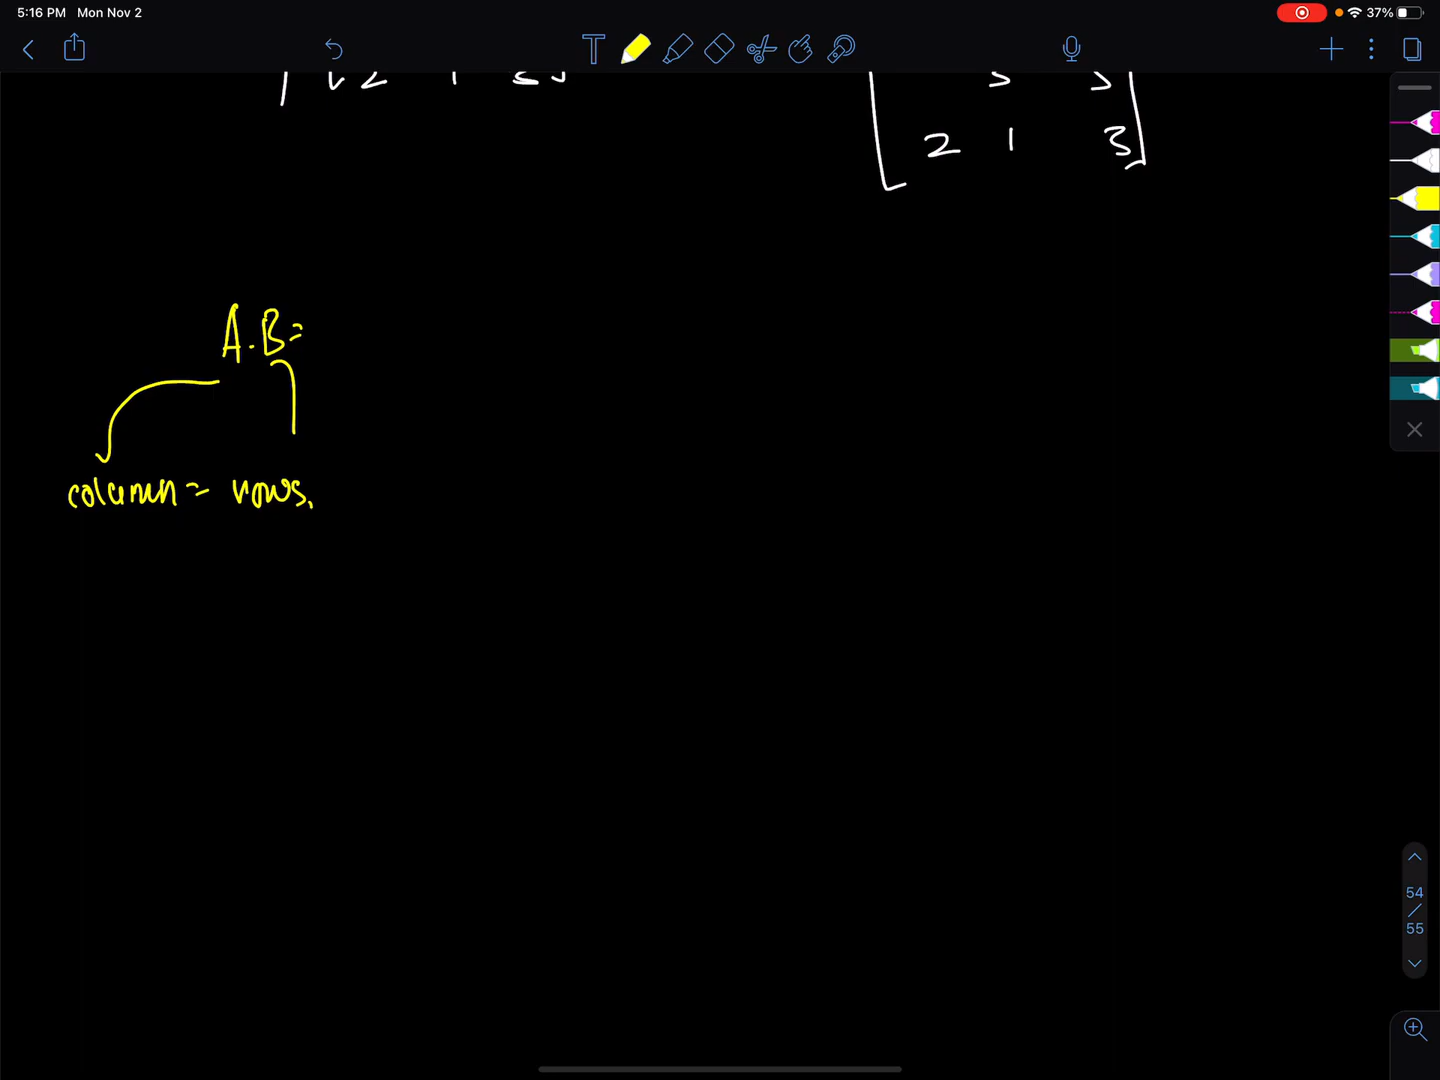 5:16 PM Mon Nov 2
37%
T
2 1 3
A.B=
column = rows.
54
55